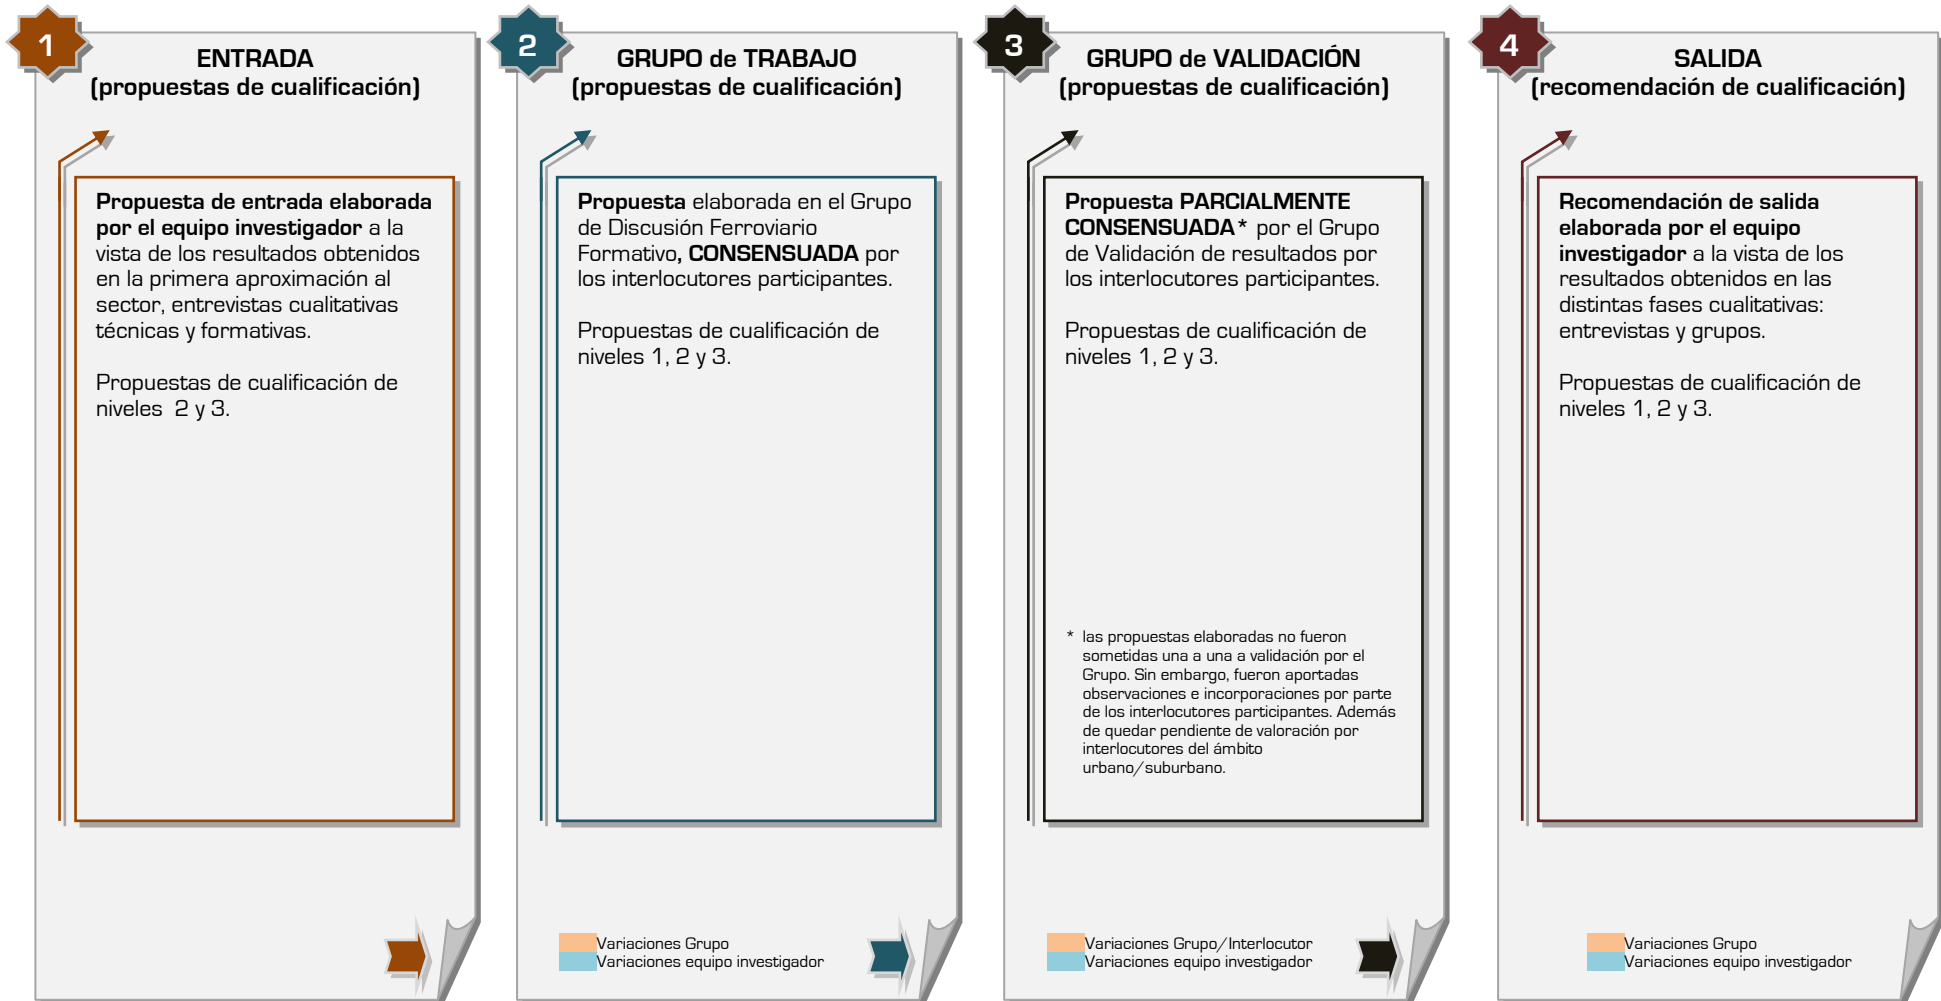 1
ENTRADA
(propuestas de cualificación)
Propuesta de entrada elaborada
por el equipo investigador a la
vista de los resultados obtenidos
en la primera aproximación al
sector, entrevistas cualitativas
técnicas y formativas.
Propuestas de cualificación de
niveles 2 y 3.
2
GRUPO de TRABAJO
(propuestas de cualificación)
Propuesta elaborada en el Grupo
de Discusión Ferroviario
Formativo, CONSENSUADA por
los interlocutores participantes.
Propuestas de cualificación de
niveles 1, 2 y 3.
Variaciones Grupo
Variaciones equipo investigador
3
GRUPO de VALIDACIÓN
(propuestas de cualificación)
Propuesta PARCIALMENTE
CONSENSUADA* por el Grupo
de Validación de resultados por
los interlocutores participantes.
Propuestas de cualificación de
niveles 1, 2 y 3.
* las propuestas elaboradas no fueron
sometidas una a una a validación por el
Grupo. Sin embargo, fueron aportadas
observaciones e incorporaciones por parte
de los interlocutores participantes. Además
de quedar pendiente de valoración por
interlocutores del ámbito
urbano/suburbano.
Variaciones Grupo/Interlocutor
Variaciones equipo investigador
4
SALIDA
(recomendación de cualificación)
Recomendación de salida
elaborada por el equipo
investigador a la vista de los
resultados obtenidos en las
distintas fases cualitativas:
entrevistas y grupos.
Propuestas de cualificación de
niveles 1, 2 y 3.
Variaciones Grupo
Variaciones equipo investigador